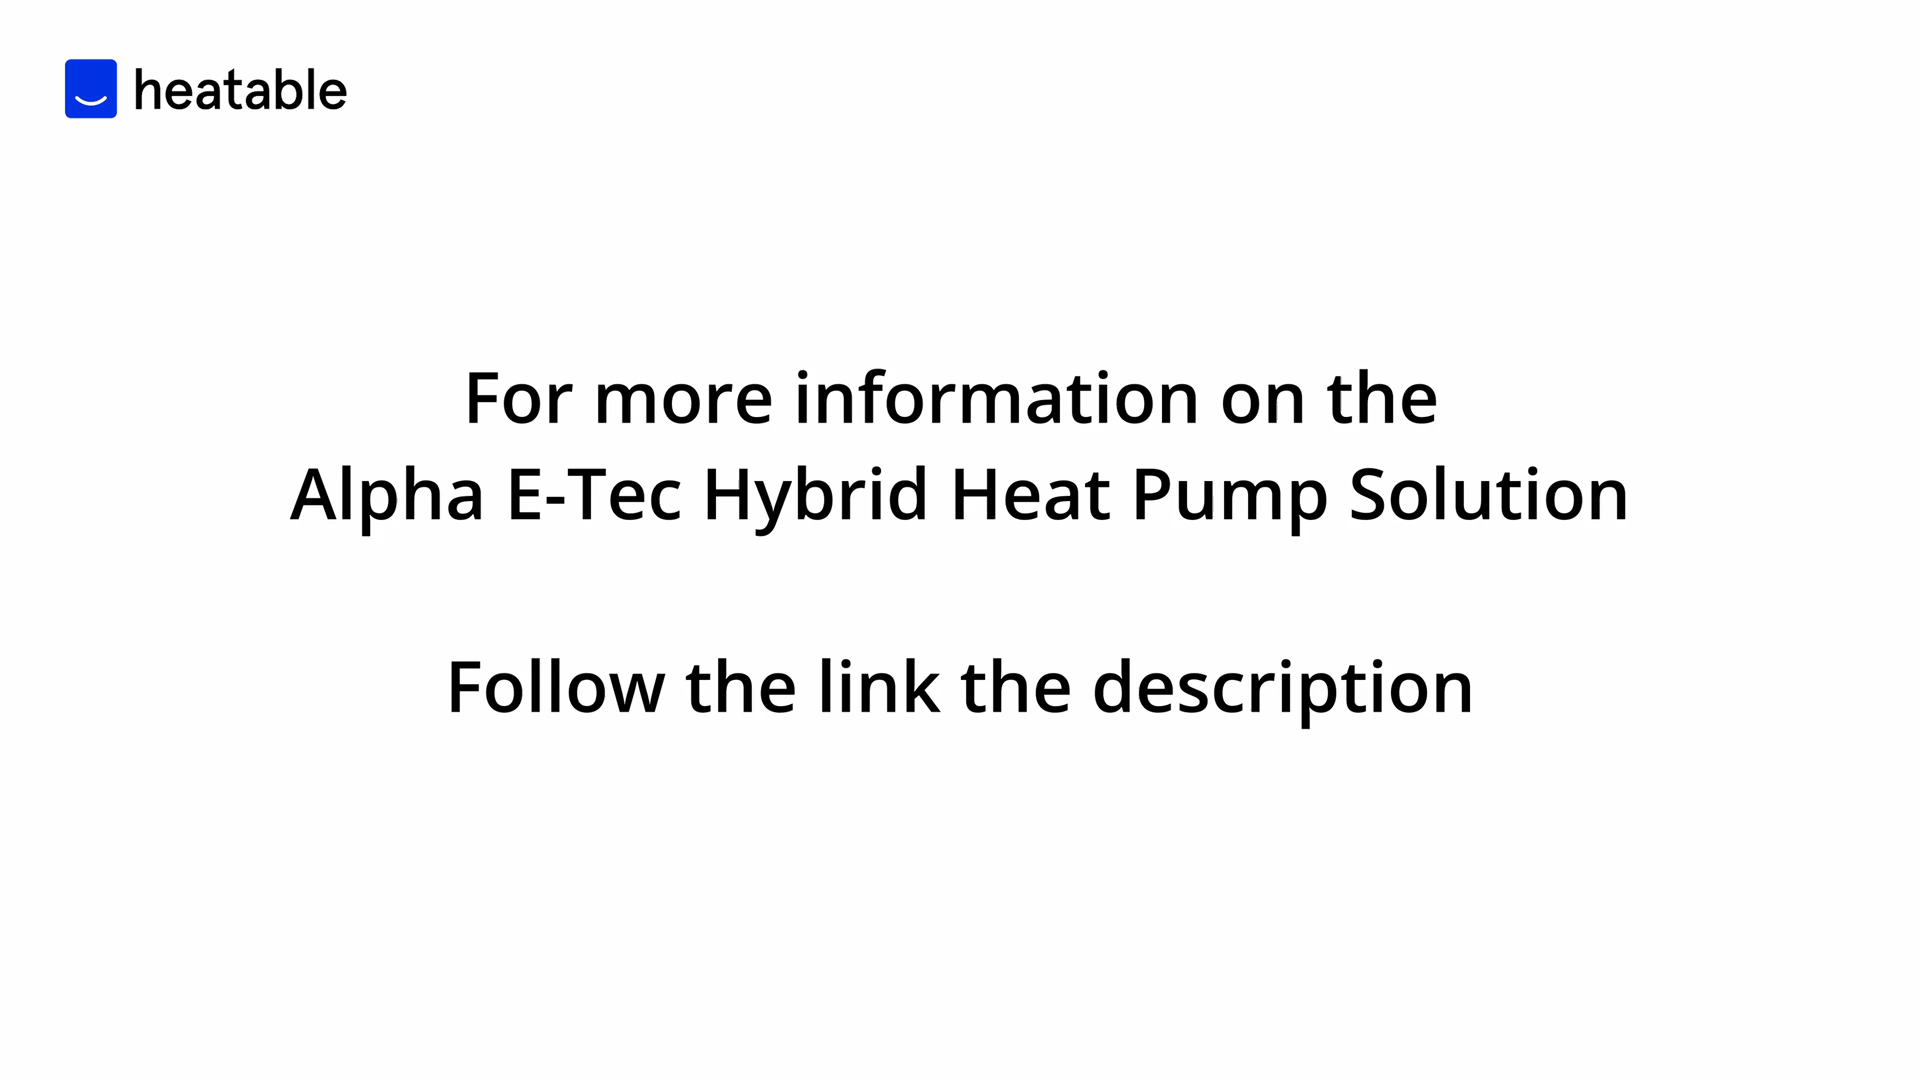 heatable
For more information on the
Alpha E-Tec Hybrid Heat Pump Solution
Follow the link the description